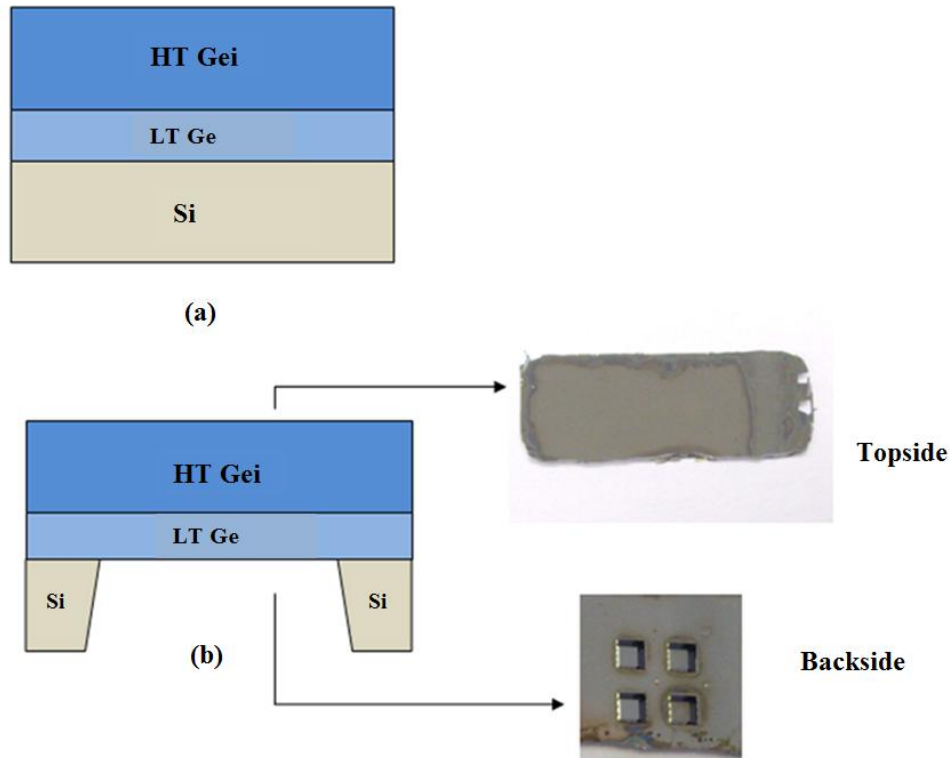 HT Gei
LT Ge
Si
(a)
HT Gei
LT Ge
Si
Si
(b)
Topside
Backside